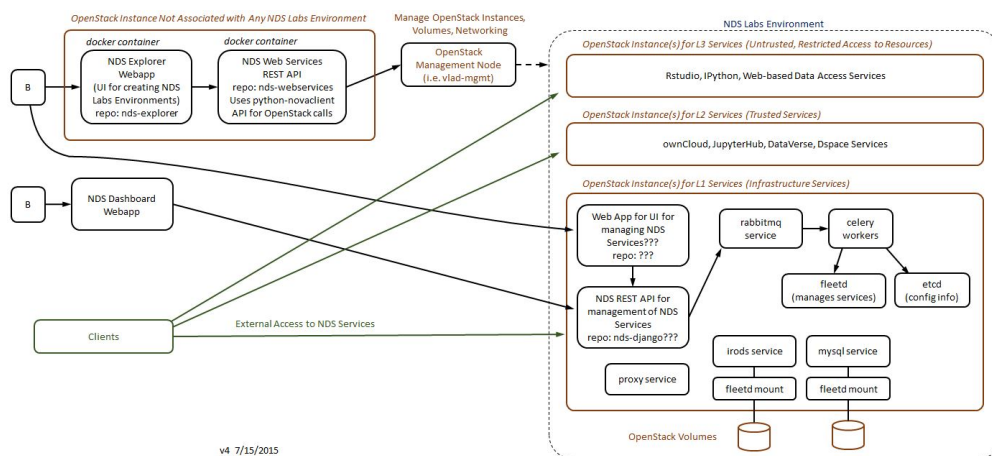 OpenStack Instance Not Associated with Any NDS Labs Environment
docker container
docker container
B
NDS Explorer
Webapp
(UI for creating NDS
Labs Environments)
repo: nds-explorer
NDS Web Services
REST API
repo: nds-webservices
Uses python-novaclient
API for OpenStack calls
Manage OpenStack Instances,
Volumes, Networking
OpenStack
Management Node
(i.e. vlad-mgmt)
NDS Labs Environment
OpenStack Instance(s) for L3 Services (Untrusted, Restricted Access to Resources)
Rstudio, IPython, Web-based Data Access Services
OpenStack Instance(s) for L2 Services (Trusted Services)
ownCloud, JupyterHub, DataVerse, Dspace Services
OpenStack Instance(s) for L1 Services (Infrastructure Services)
B
NDS Dashboard
Webapp
Web App for UI for
managing NDS
Services???
repo: ???
rabbitmq
service
celery
workers
fleetd
(manages services)
etcd
(config info)
NDS REST API for
management of NDS
Services
repo: nds-django???
Clients
External Access to NDS Services
proxy service
irods service
mysql service
fleetd mount
fleetd mount
OpenStack Volumes
v4 7/15/2015